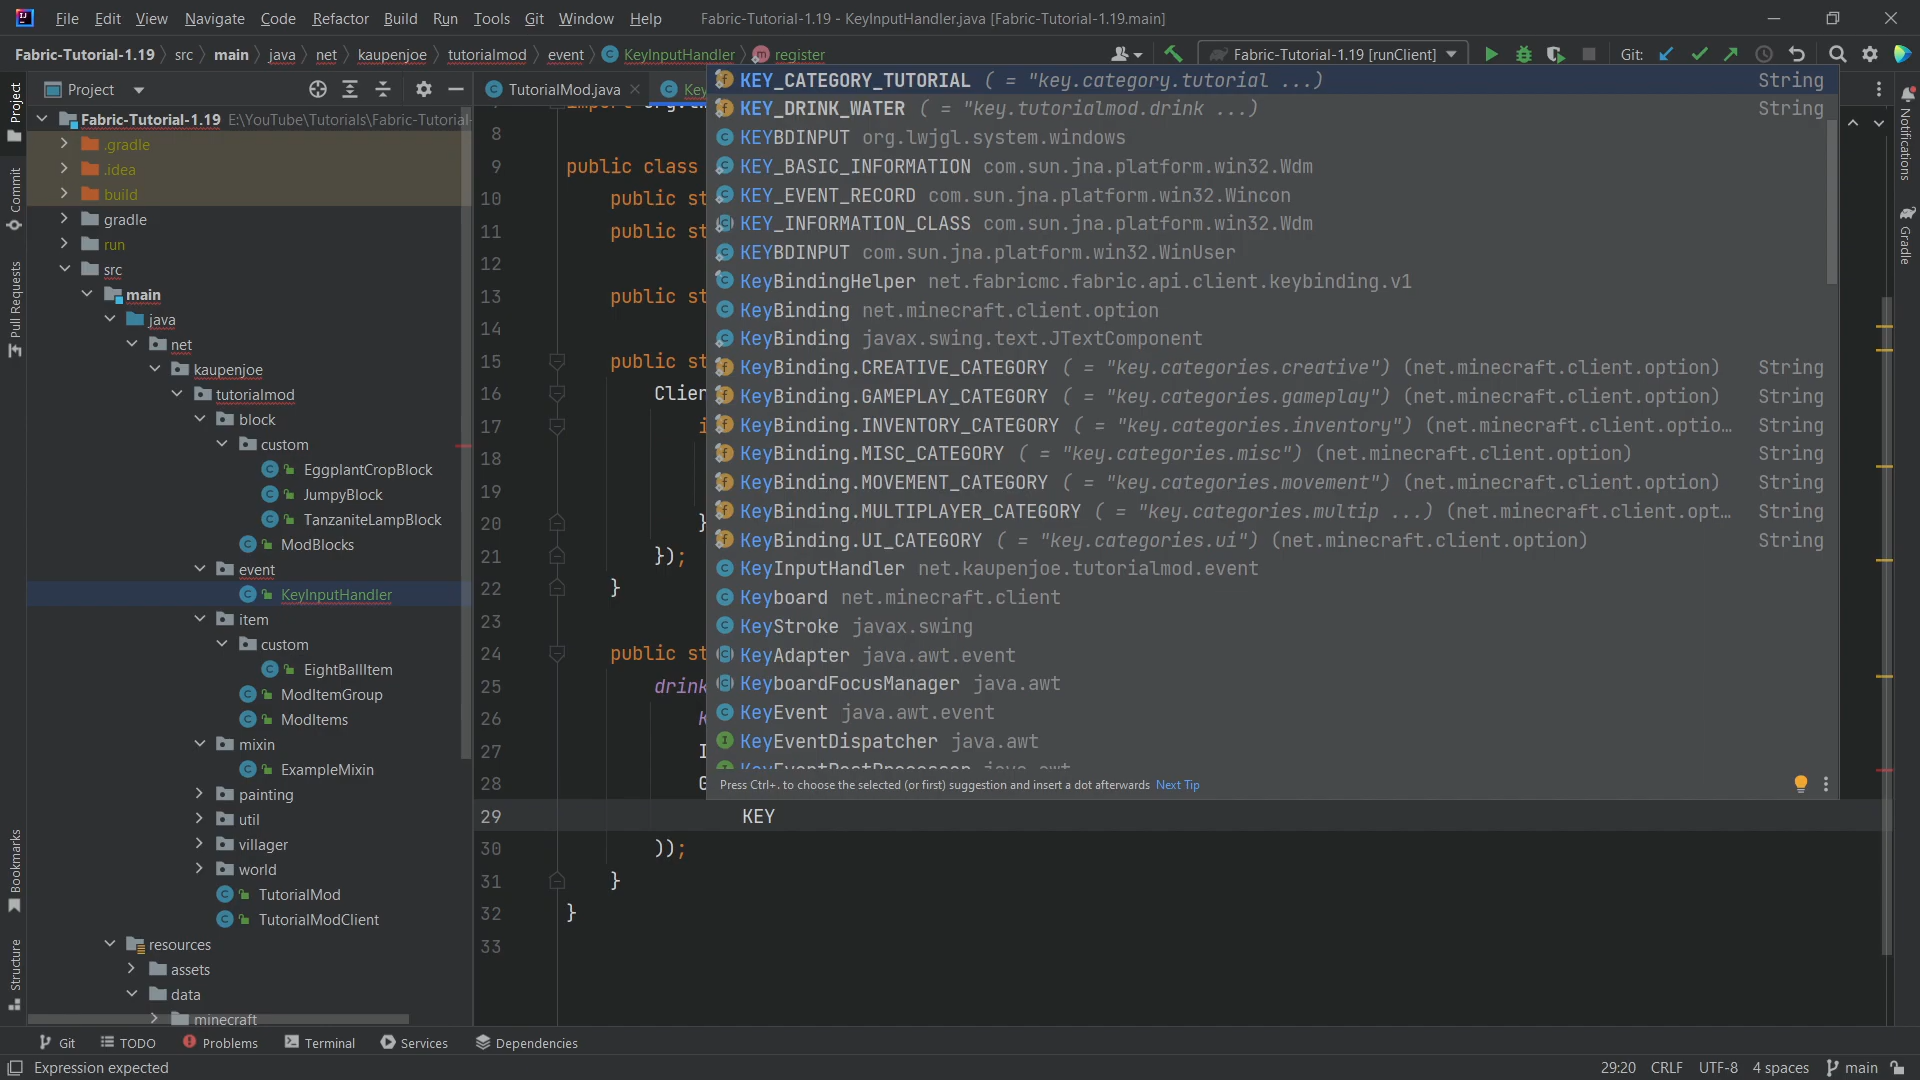 File Edit View Navigate Code Refactor Build Run Tools Git Window Help Fabric-Tutorial-1.19 - KeyInputHandler.java [Fabric-Tutorial-1.19.main]
Fabric-Tutorial-1.19 src main java net kaupenjoe tutorialmod event KeyInputHandler register Fabric-Tutorial-1.19 [runClient] Git:
Project
Commit
Pull Requests
Bookmarks
Structure
Project
Fabric-Tutorial-1.19 E:\YouTube\Tutorials\Fabric-Tutorial-
.gradle
.idea
build
gradle
run
src
main
java
net
kaupenjoe
tutorialmod
block
custom
EggplantCropBlock
JumpyBlock
TanzaniteLampBlock
ModBlocks
event
KeyInputHandler
item
custom
EightBallItem
ModItemGroup
ModItems
mixin
ExampleMixin
painting
util
villager
world
TutorialMod
TutorialModClient
resources
assets
data
minecraft
TutorialMod.java Key
8
9 public class
10 public st
11 public st
12
13 public st
14
15 public st
16 Clien
17 i
18
19
20 }
21 });
22 }
23
24 public st
25 drink
26 K
27 I
28 G
29 KEY
30 ));
31 }
32 }
33
KEY_CATEGORY_TUTORIAL ( = "key.category.tutorial ...) String
KEY_DRINK_WATER ( = "key.tutorialmod.drink ...) String
KEYBDINPUT org.lwjgl.system.windows
KEY_BASIC_INFORMATION com.sun.jna.platform.win32.Wdm
KEY_EVENT_RECORD com.sun.jna.platform.win32.Wincon
KEY_INFORMATION_CLASS com.sun.jna.platform.win32.Wdm
KEYBDINPUT com.sun.jna.platform.win32.WinUser
KeyBindingHelper net.fabricmc.fabric.api.client.keybinding.v1
KeyBinding net.minecraft.client.option
KeyBinding javax.swing.text.JTextComponent
KeyBinding.CREATIVE_CATEGORY ( = "key.categories.creative") (net.minecraft.client.option) String
KeyBinding.GAMEPLAY_CATEGORY ( = "key.categories.gameplay") (net.minecraft.client.option) String
KeyBinding.INVENTORY_CATEGORY ( = "key.categories.inventory") (net.minecraft.client.optio... String
KeyBinding.MISC_CATEGORY ( = "key.categories.misc") (net.minecraft.client.option) String
KeyBinding.MOVEMENT_CATEGORY ( = "key.categories.movement") (net.minecraft.client.option) String
KeyBinding.MULTIPLAYER_CATEGORY ( = "key.categories.multip ...) (net.minecraft.client.opt... String
KeyBinding.UI_CATEGORY ( = "key.categories.ui") (net.minecraft.client.option) String
KeyInputHandler net.kaupenjoe.tutorialmod.event
Keyboard net.minecraft.client
KeyStroke javax.swing
KeyAdapter java.awt.event
KeyboardFocusManager java.awt
KeyEvent java.awt.event
KeyEventDispatcher java.awt
KeyEventPostProcessor java.awt
Press Ctrl+. to choose the selected (or first) suggestion and insert a dot afterwards Next Tip
Notifications
Gradle
Git TODO Problems Terminal Services Dependencies
Expression expected 29:20 CRLF UTF-8 4 spaces main